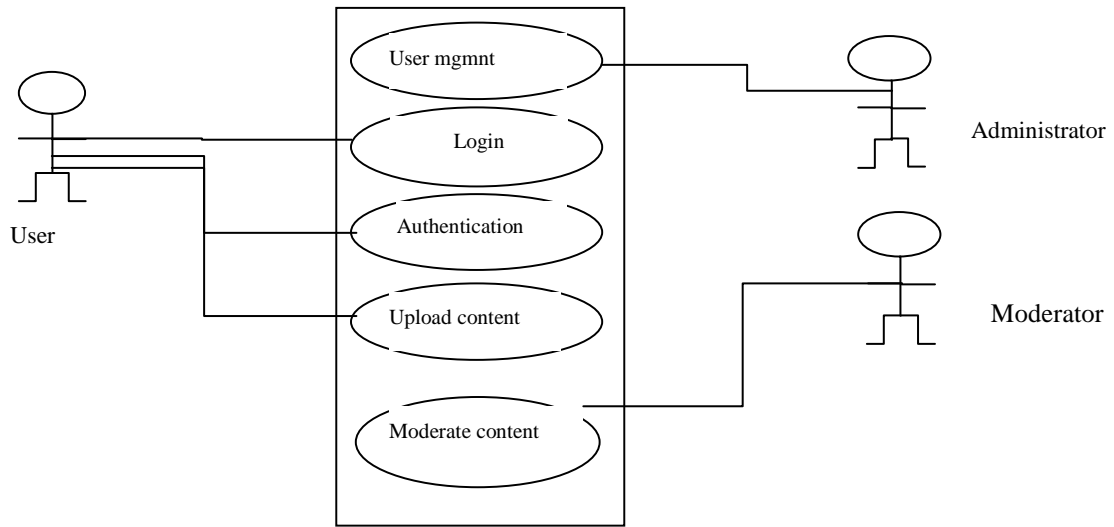 User mgmnt
Login
Administrator
Authentication
User
Upload content
Moderator
Moderate content